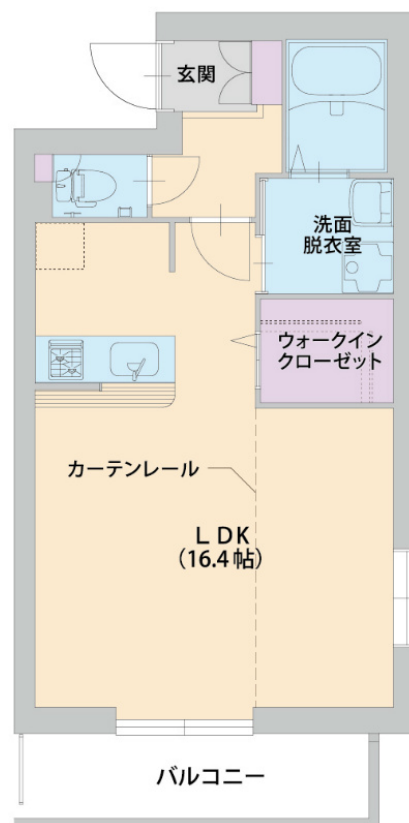 玄関
洗面
脱衣室
ウォークイン
クローゼット
カーテンレール
LDK
(16.4帖)
バルコニー